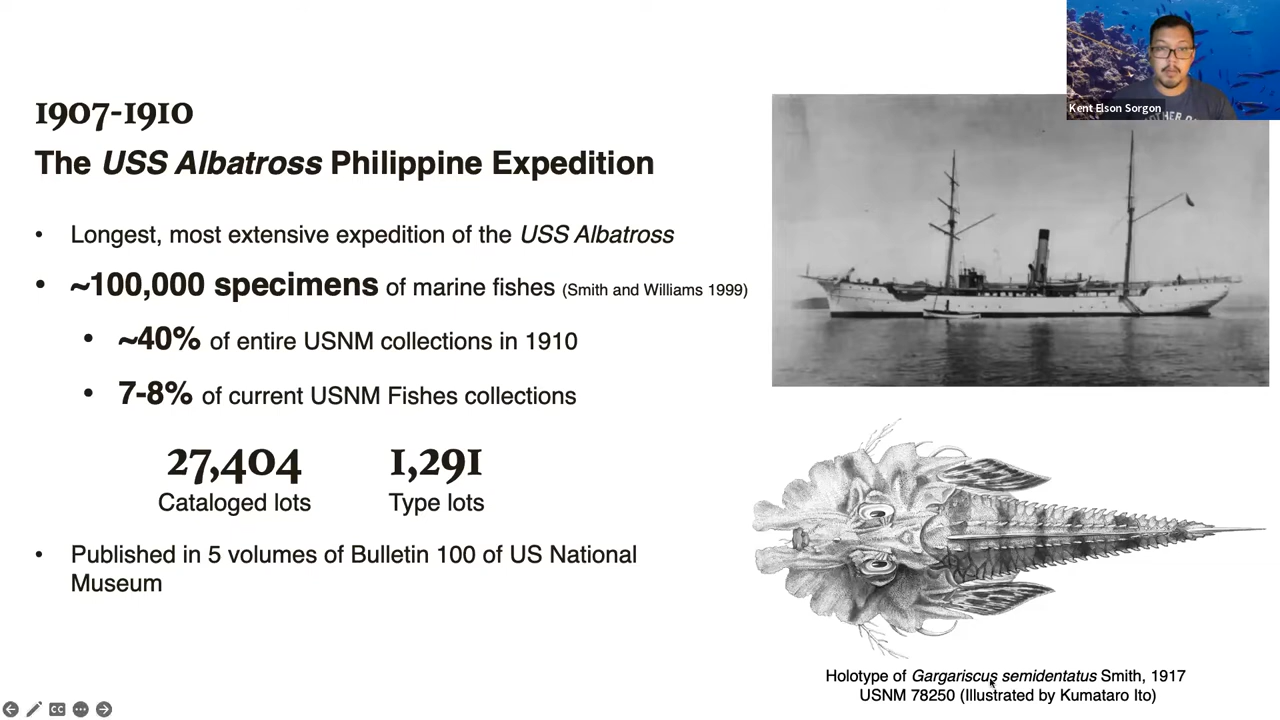 Kent Elson Sorgon
1907-1910
The USS Albatross Philippine Expedition
• Longest, most extensive expedition of the USS Albatross
• ~100,000 specimens of marine fishes (Smith and Williams 1999)
• ~40% of entire USNM collections in 1910
• 7-8% of current USNM Fishes collections
27,404 1,291
Cataloged lots Type lots
• Published in 5 volumes of Bulletin 100 of US National
Museum
Holotype of Gargariscus semidentatus Smith, 1917
USNM 78250 (Illustrated by Kumataro Ito)
CC